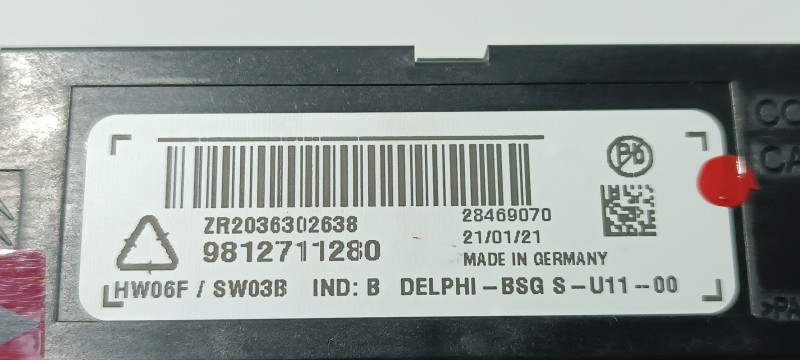 Pb
ZR2036302638
28469070
9812711280
21/01/21
MADE IN GERMANY
HW06F / SW03B IND: B DELPHI-BSG S-U11-00